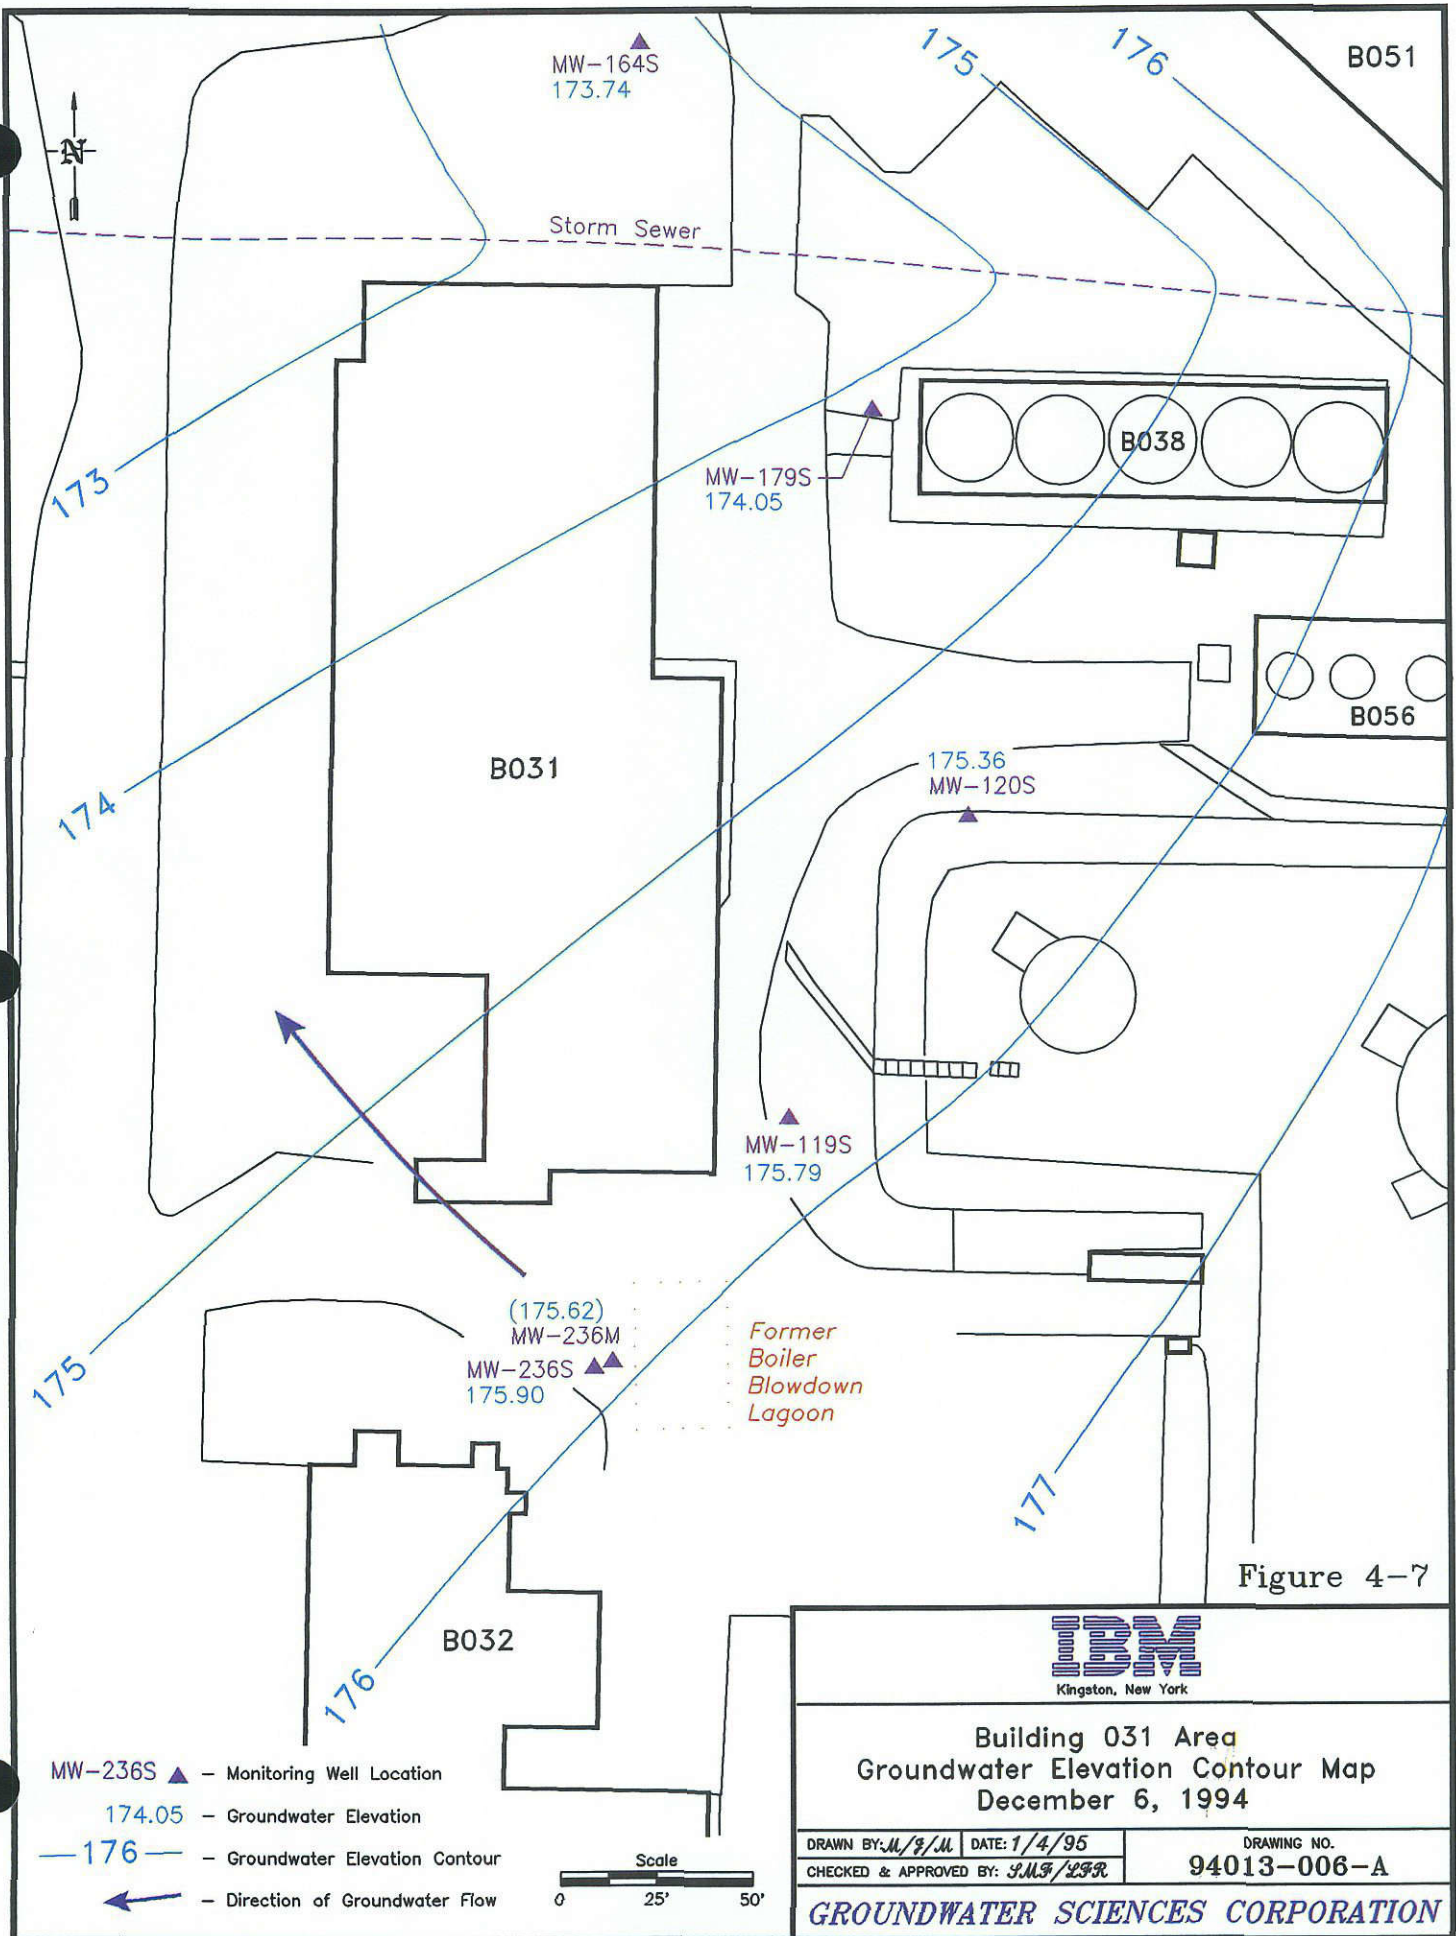 175
176
B051
MW-164S
173.74
N
Storm Sewer
B038
MW-179S
174.05
173
B056
B031
175.36
MW-120S
174
MW-119S
175.79
(175.62)
MW-236M
MW-236S
175.90
Former
Boiler
Blowdown
Lagoon
175
177
Figure 4-7
B032
176
IBM
Kingston, New York
Building 031 Area
Groundwater Elevation Contour Map
December 6, 1994
DRAWN BY: M/J/M DATE: 1/4/95
DRAWING NO.
CHECKED & APPROVED BY: SMF/LFR
94013-006-A
GROUNDWATER SCIENCES CORPORATION
MW-236S – Monitoring Well Location
174.05 – Groundwater Elevation
—176— – Groundwater Elevation Contour
– Direction of Groundwater Flow
Scale
0 25' 50'